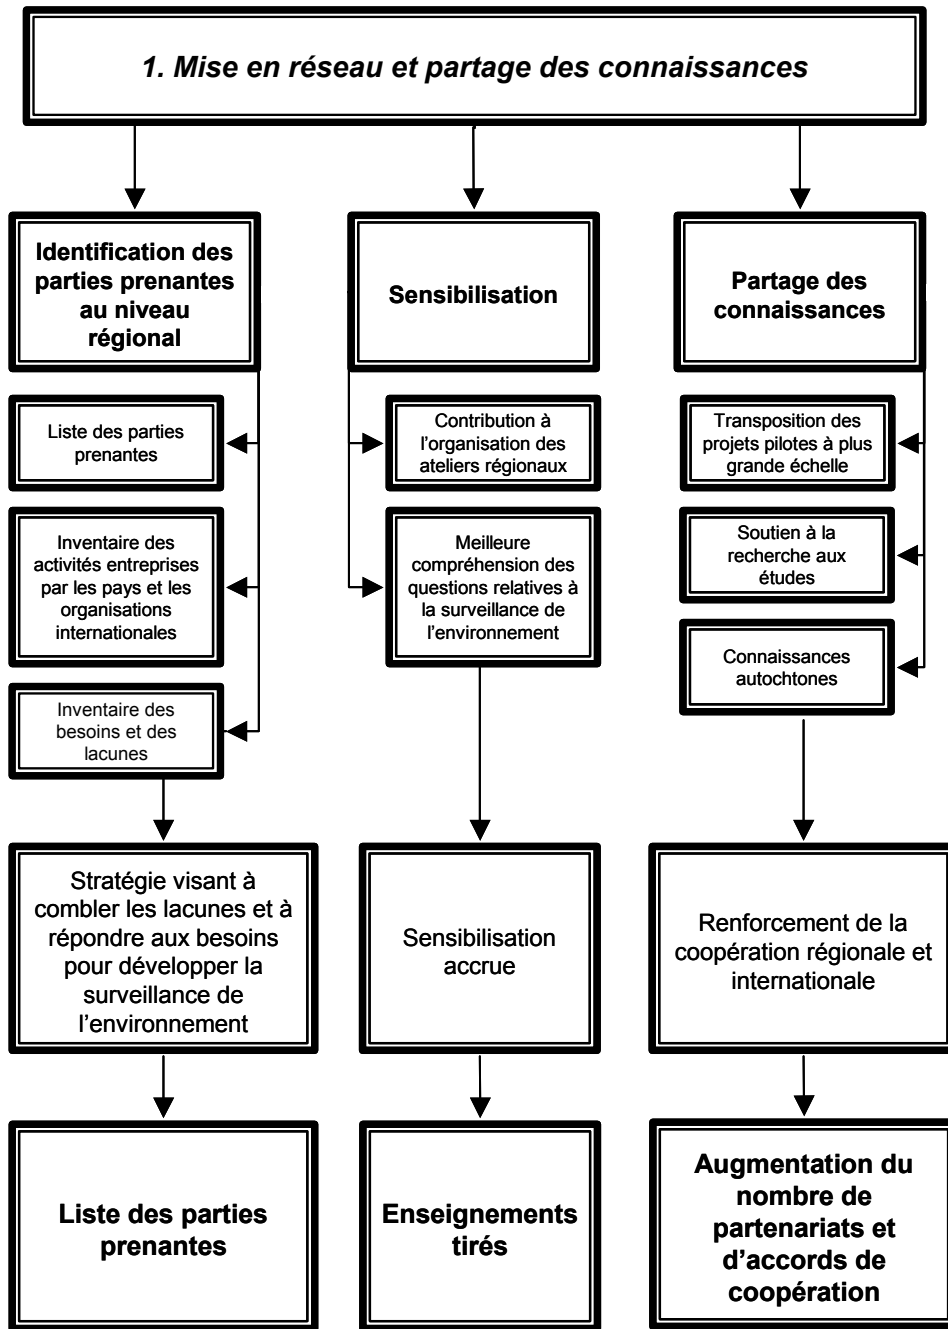 1. Mise en réseau et partage des connaissances
Identification des
parties prenantes
au niveau
régional
Sensibilisation
Partage des
connaissances
Liste des parties
prenantes
Contribution à
l'organisation des
ateliers régionaux
Transposition des
projets pilotes à plus
grande échelle
Inventaire des
activités entreprises
par les pays et les
organisations
internationales
Meilleure
compréhension des
questions relatives à
la surveillance de
l'environnement
Soutien à la
recherche aux
études
Connaissances
autochtones
Inventaire des
besoins et des
lacunes
Stratégie visant à
combler les lacunes et à
répondre aux besoins
pour développer la
surveillance de
l'environnement
Sensibilisation
accrue
Renforcement de la
coopération régionale et
internationale
Liste des parties
prenantes
Enseignements
tirés
Augmentation du
nombre de
partenariats et
d'accords de
coopération